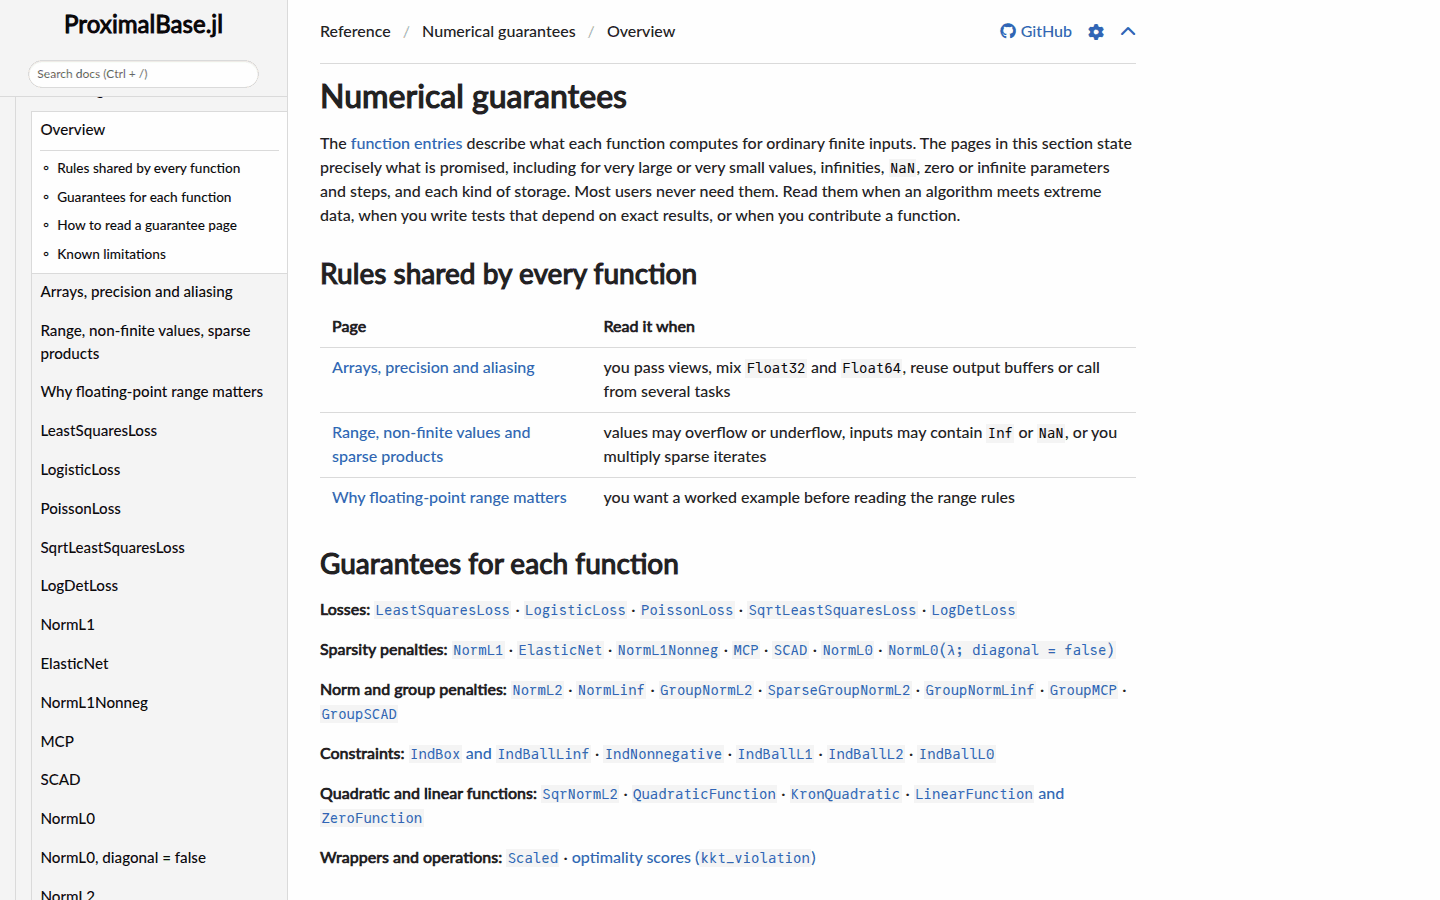 ProximalBase.jl
Search docs (Ctrl + /)
Overview
Rules shared by every function
Guarantees for each function
How to read a guarantee page
Known limitations
Arrays, precision and aliasing
Range, non-finite values, sparse
products
Why floating-point range matters
LeastSquaresLoss
LogisticLoss
PoissonLoss
SqrtLeastSquaresLoss
LogDetLoss
NormL1
ElasticNet
NormL1Nonneg
MCP
SCAD
NormL0
NormL0, diagonal = false
NormL2
Reference / Numerical guarantees / Overview
GitHub
Numerical guarantees
The function entries describe what each function computes for ordinary finite inputs. The pages in this section state
precisely what is promised, including for very large or very small values, infinities, NaN, zero or infinite parameters
and steps, and each kind of storage. Most users never need them. Read them when an algorithm meets extreme
data, when you write tests that depend on exact results, or when you contribute a function.
Rules shared by every function
Page Read it when
Arrays, precision and aliasing you pass views, mix Float32 and Float64, reuse output buffers or call
from several tasks
Range, non-finite values and values may overflow or underflow, inputs may contain Inf or NaN, or you
sparse products multiply sparse iterates
Why floating-point range matters you want a worked example before reading the range rules
Guarantees for each function
Losses: LeastSquaresLoss · LogisticLoss · PoissonLoss · SqrtLeastSquaresLoss · LogDetLoss
Sparsity penalties: NormL1 · ElasticNet · NormL1Nonneg · MCP · SCAD · NormL0 · NormL0(λ; diagonal = false)
Norm and group penalties: NormL2 · NormLinf · GroupNormL2 · SparseGroupNormL2 · GroupNormLinf · GroupMCP ·
GroupSCAD
Constraints: IndBox and IndBallLinf · IndNonnegative · IndBallL1 · IndBallL2 · IndBallL0
Quadratic and linear functions: SqrNormL2 · QuadraticFunction · KronQuadratic · LinearFunction and
ZeroFunction
Wrappers and operations: Scaled · optimality scores (kkt_violation)